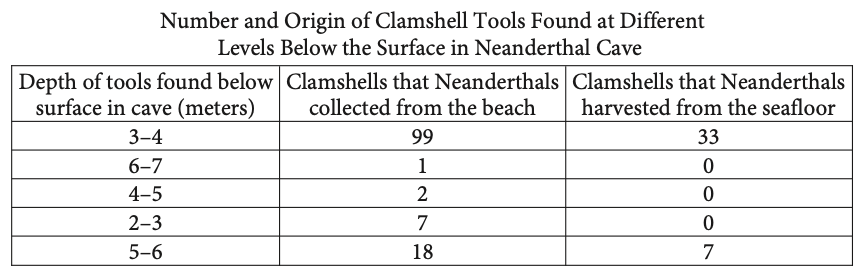 Number and Origin of Clamshell Tools Found at Different
Levels Below the Surface in Neanderthal Cave
Depth of tools found below surface in cave (meters) Clamshells that Neanderthals collected from the beach Clamshells that Neanderthals harvested from the seafloor
3–4 99 33
6–7 1 0
4–5 2 0
2–3 7 0
5–6 18 7